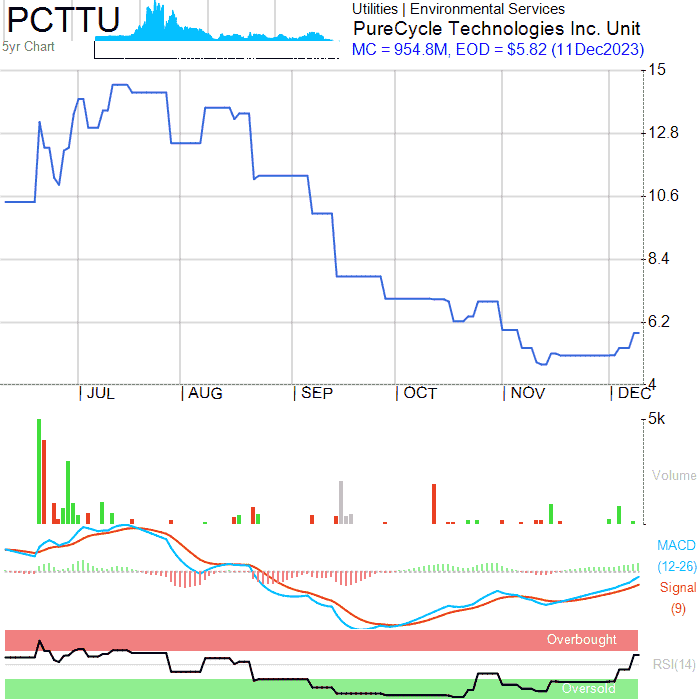 PCTTU
5yr Chart
Utilities | Environmental Services
PureCycle Technologies Inc. Unit
MC = 954.8M, EOD = $5.82 (11Dec2023)
15
12.8
10.6
8.4
6.2
4
JUL
AUG
SEP
OCT
NOV
DEC
5k
Volume
MACD
(12-26)
Signal
(9)
Overbought
RSI(14)
Oversold